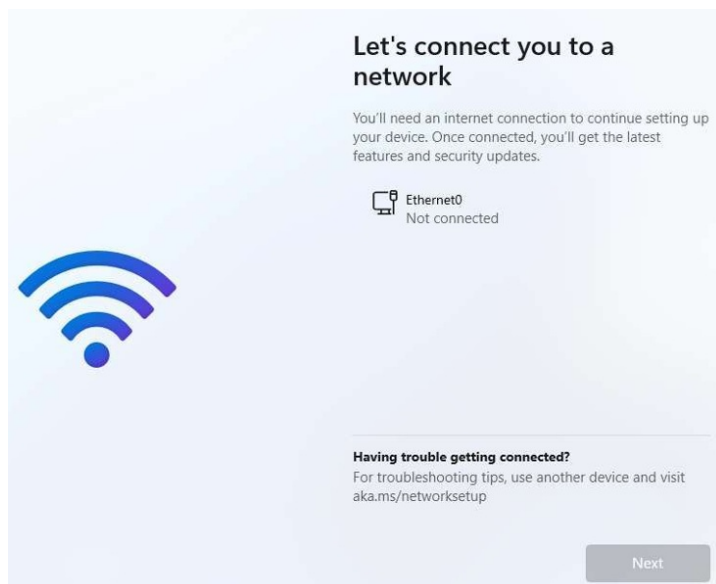 Let's connect you to a
network
You'll need an internet connection to continue setting up
your device. Once connected, you'll get the latest
features and security updates.
Ethernet0
Not connected
Having trouble getting connected?
For troubleshooting tips, use another device and visit
aka.ms/networksetup
Next